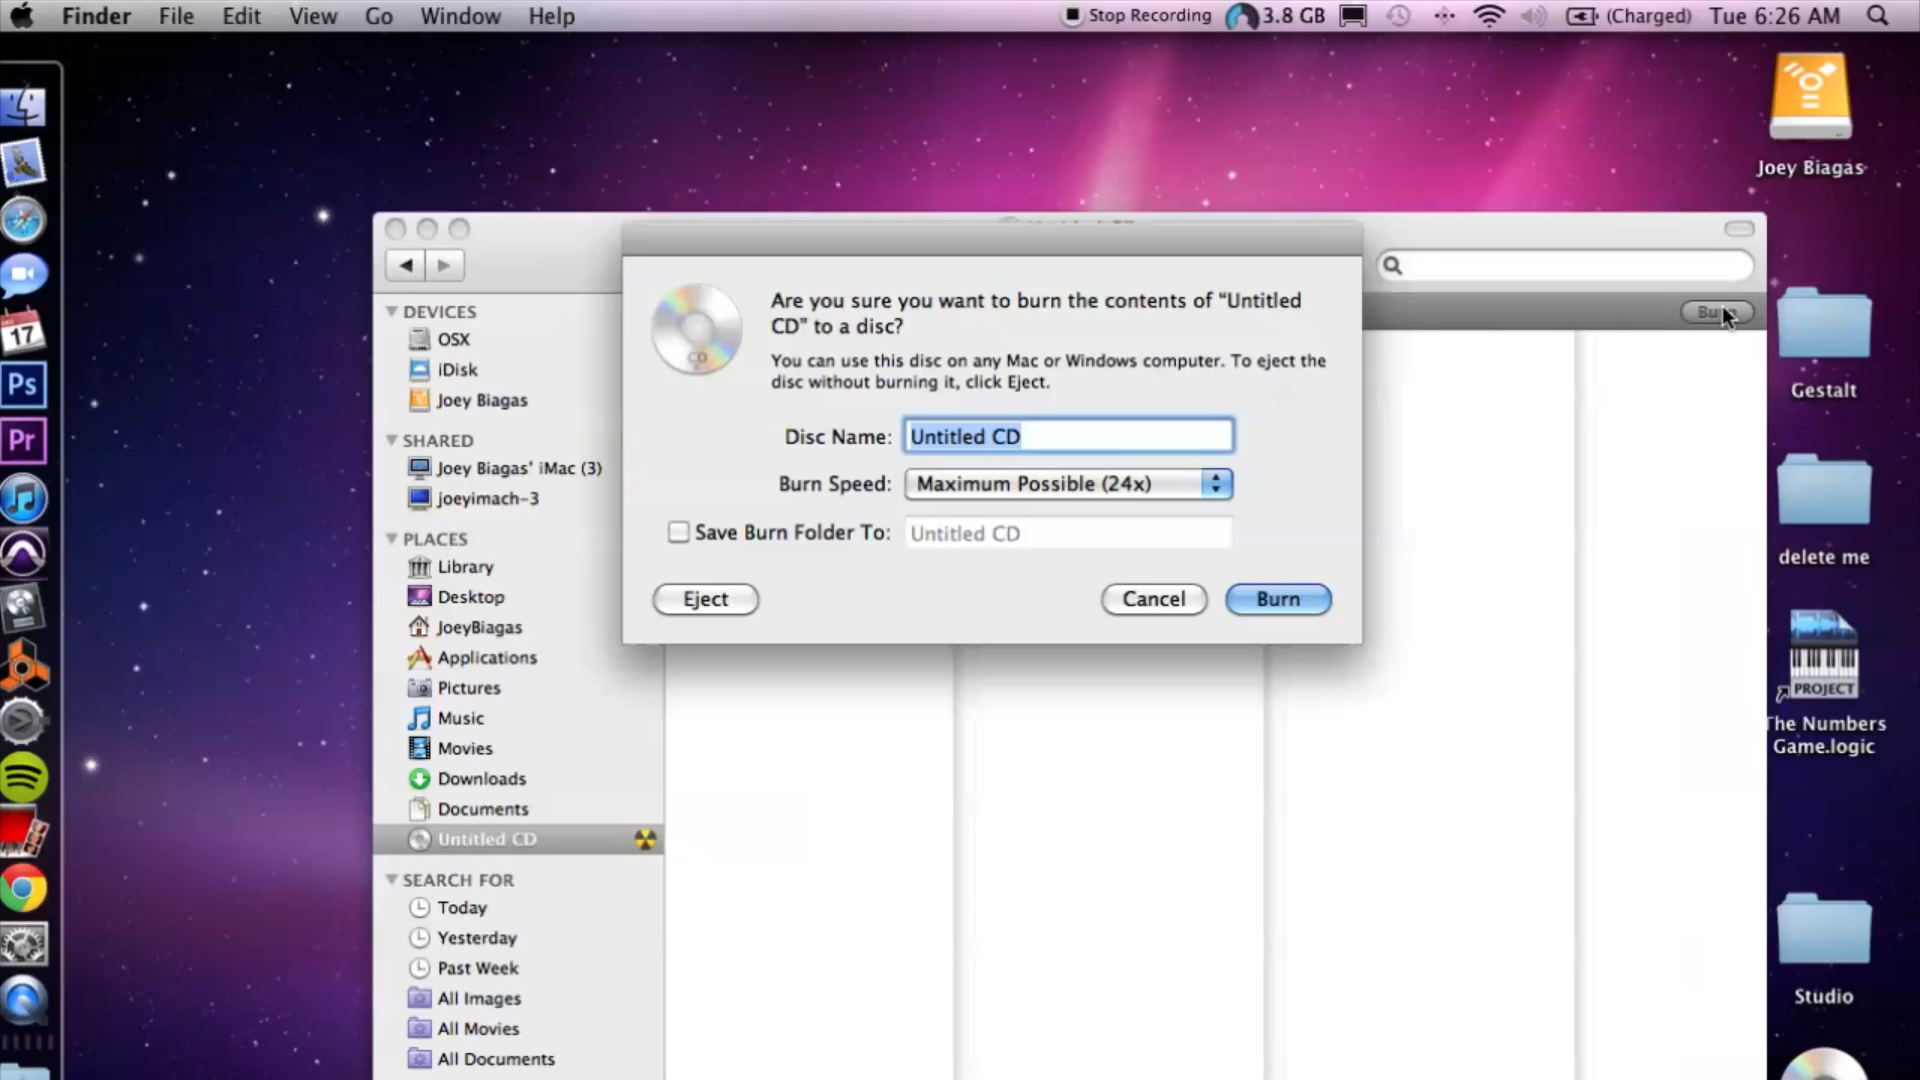 Finder File Edit View Go Window Help Stop Recording 3.8 GB (Charged) Tue 6:26 AM
Joey Biagas
DEVICES
OSX
iDisk
Joey Biagas
SHARED
Joey Biagas' iMac (3)
joeyimach-3
PLACES
Library
Desktop
JoeyBiagas
Applications
Pictures
Music
Movies
Downloads
Documents
Untitled CD
SEARCH FOR
Today
Yesterday
Past Week
All Images
All Movies
All Documents
CD
Are you sure you want to burn the contents of “Untitled
CD” to a disc?
You can use this disc on any Mac or Windows computer. To eject the
disc without burning it, click Eject.
Disc Name: Untitled CD
Burn Speed: Maximum Possible (24x)
Save Burn Folder To: Untitled CD
Eject Cancel Burn
Gestalt
delete me
PROJECT
The Numbers
Game.logic
Studio
DEC
17
Ps
Pr